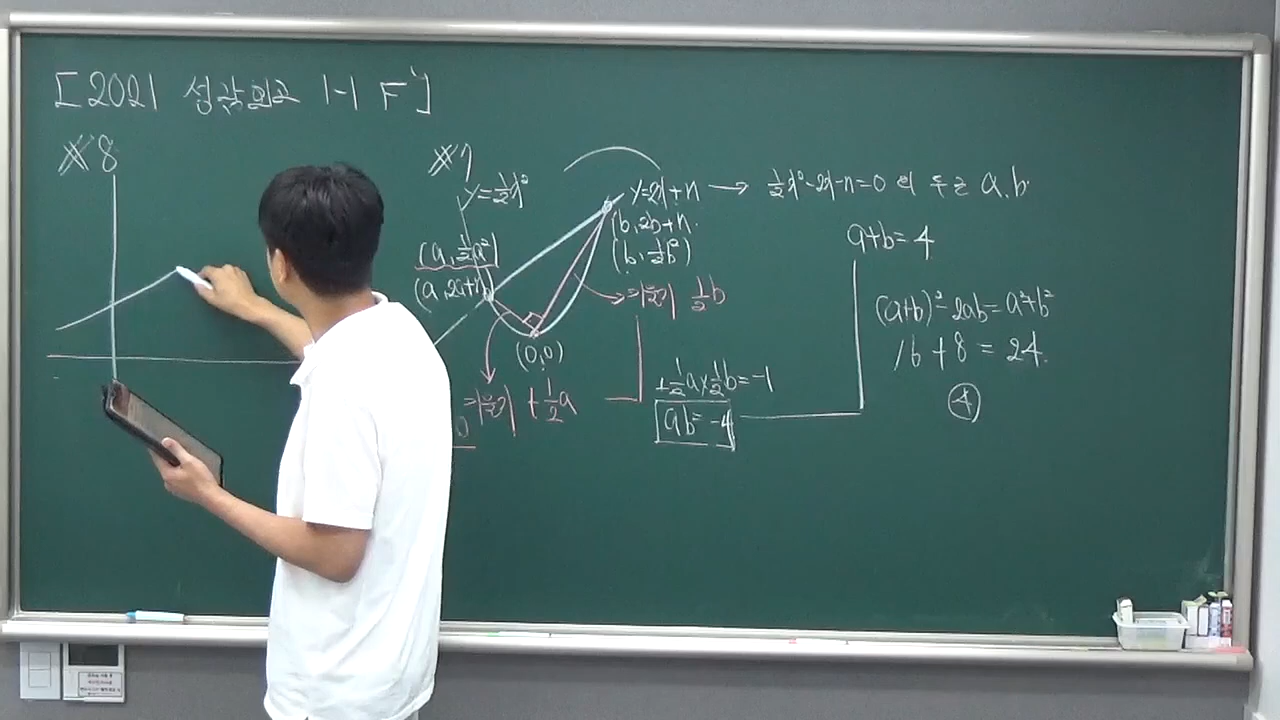 [2021 성남외고 1-1 F]
※8
※7
y=½x²
y=2x+n → ½x²-2x-n=0 의 두근 a, b.
(b, 2b+n)
(b, ½b²)
(a, ½a²)
(a, 2a+n)
(0,0)
=기울기 ½b
=기울기 +½a
+½a×½b=-1
ab=-4
a+b=4
(a+b)²-2ab=a²+b²
16+8=24.
④